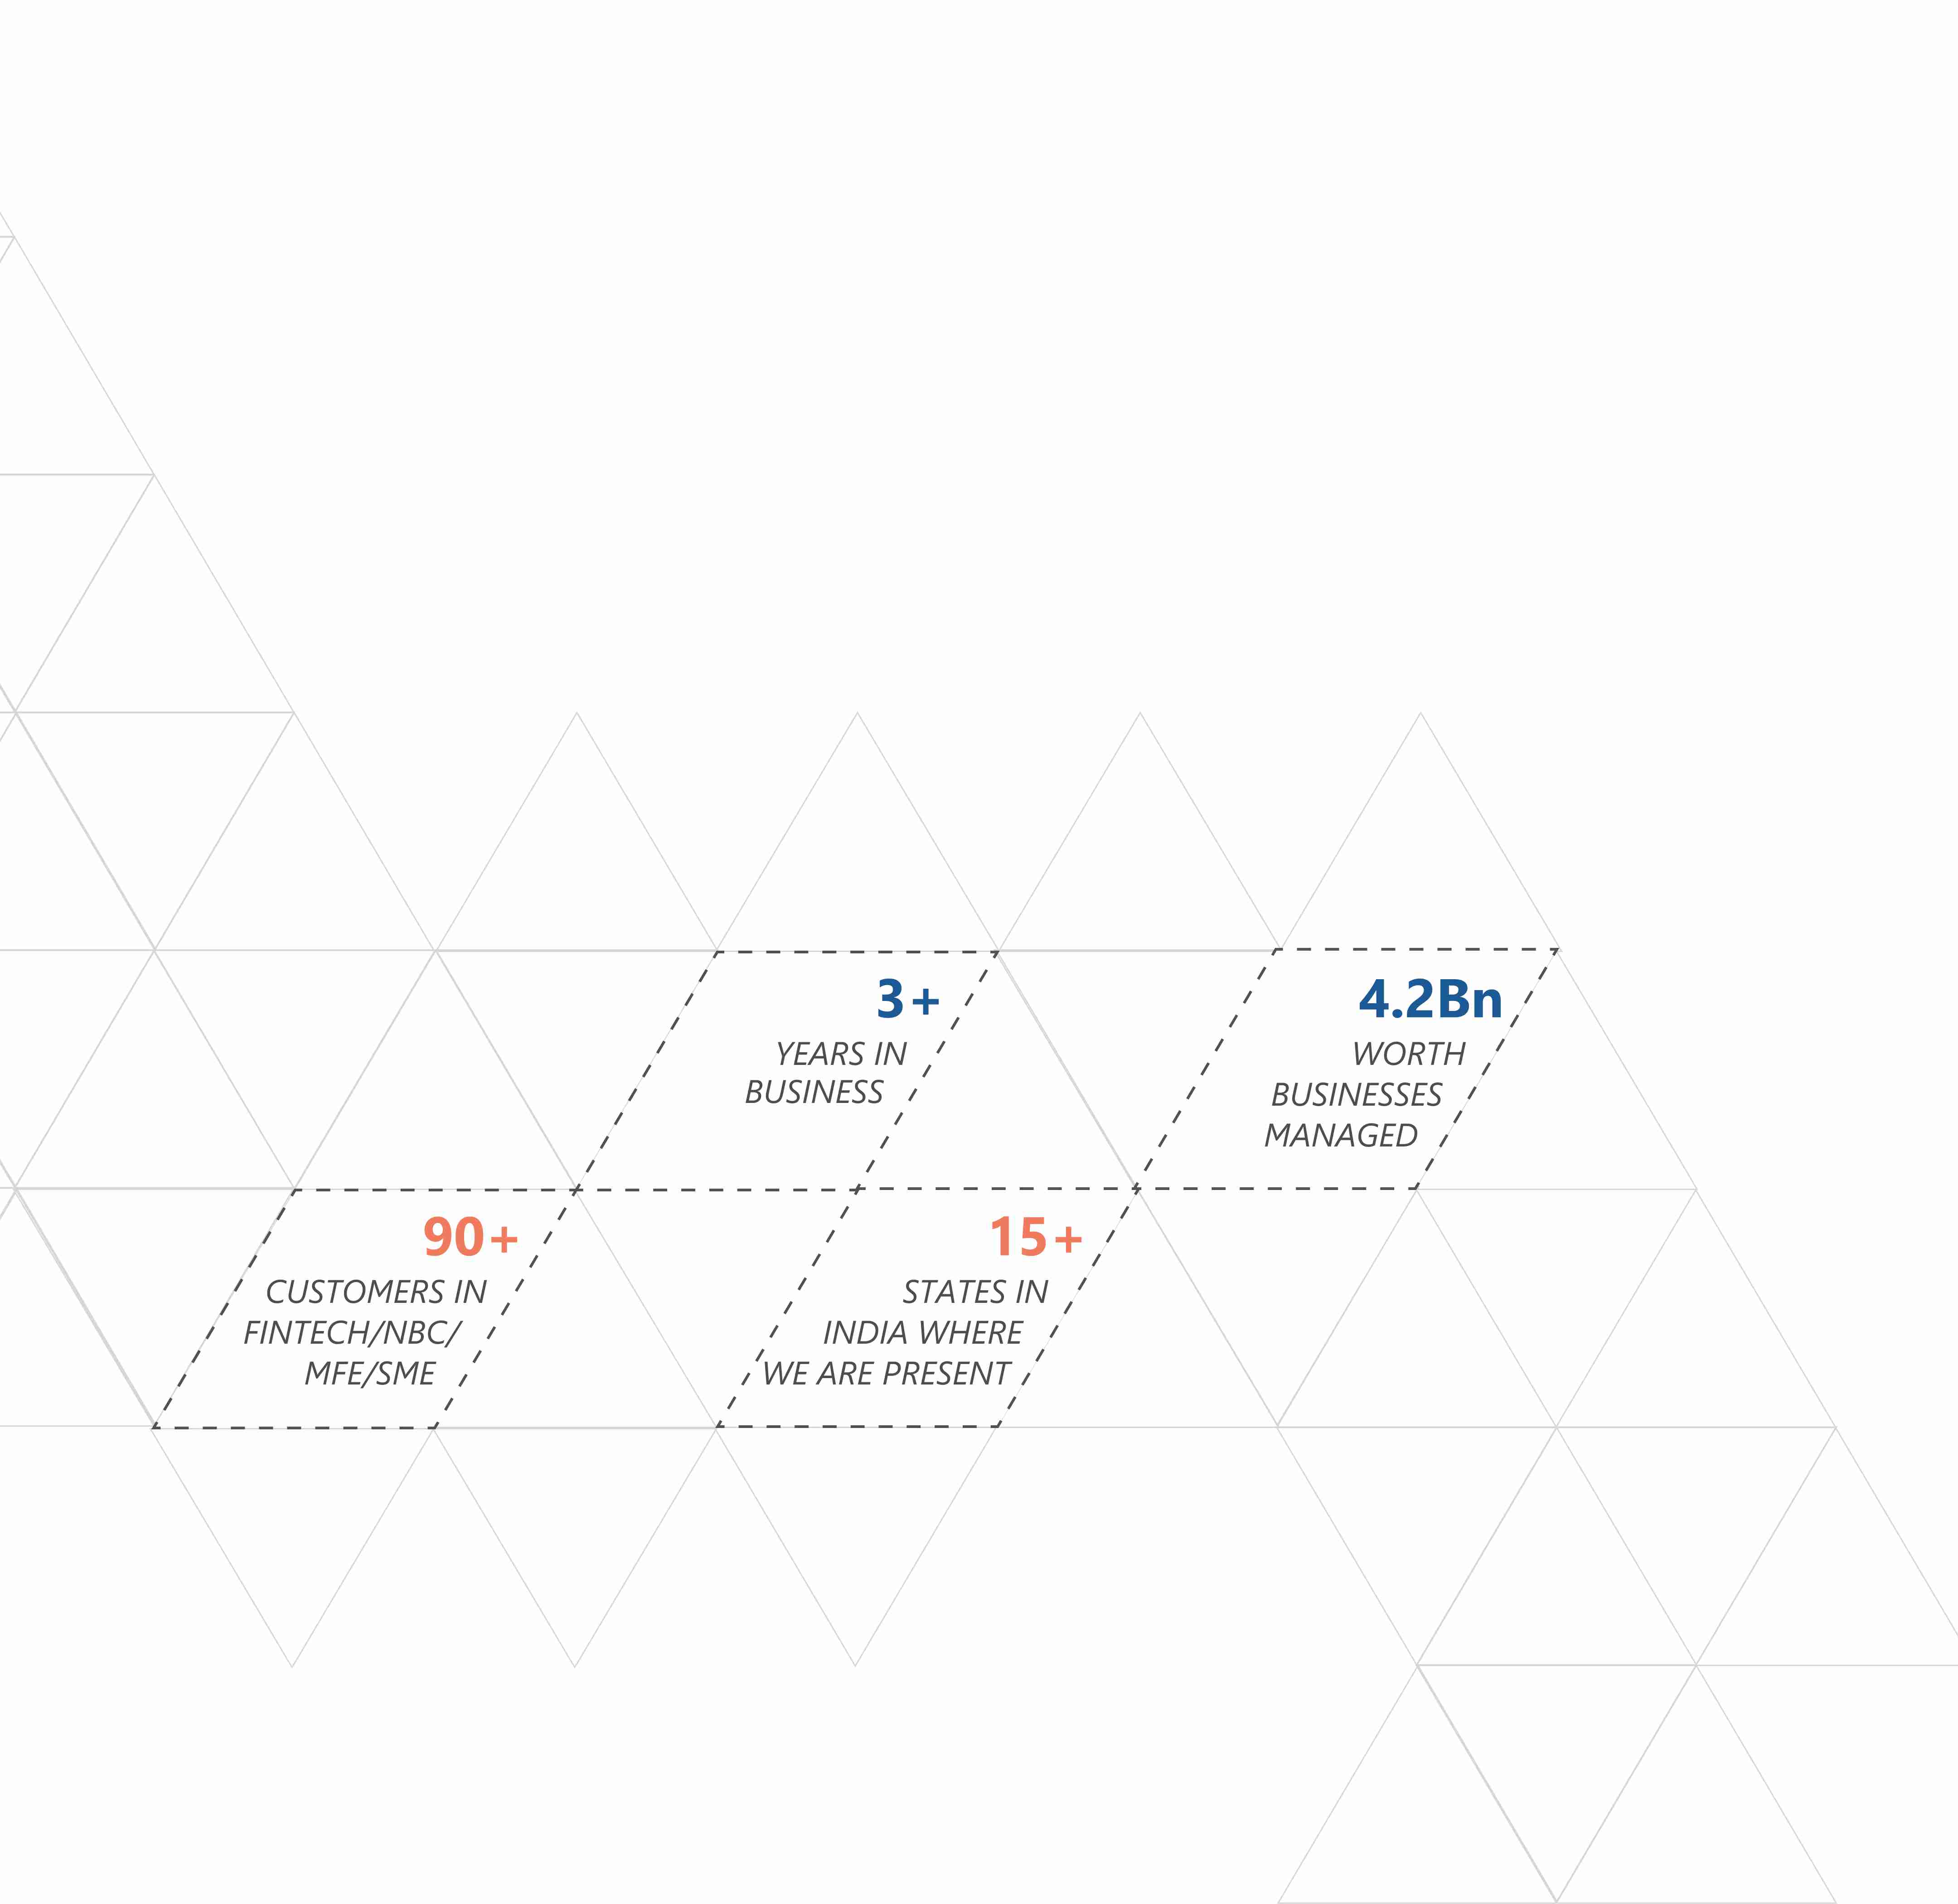 3+
YEARS IN
BUSINESS
4.2Bn
WORTH
BUSINESSES
MANAGED
90+
CUSTOMERS IN
FINTECH/NBC/
MFE/SME
15+
STATES IN
INDIA WHERE
WE ARE PRESENT